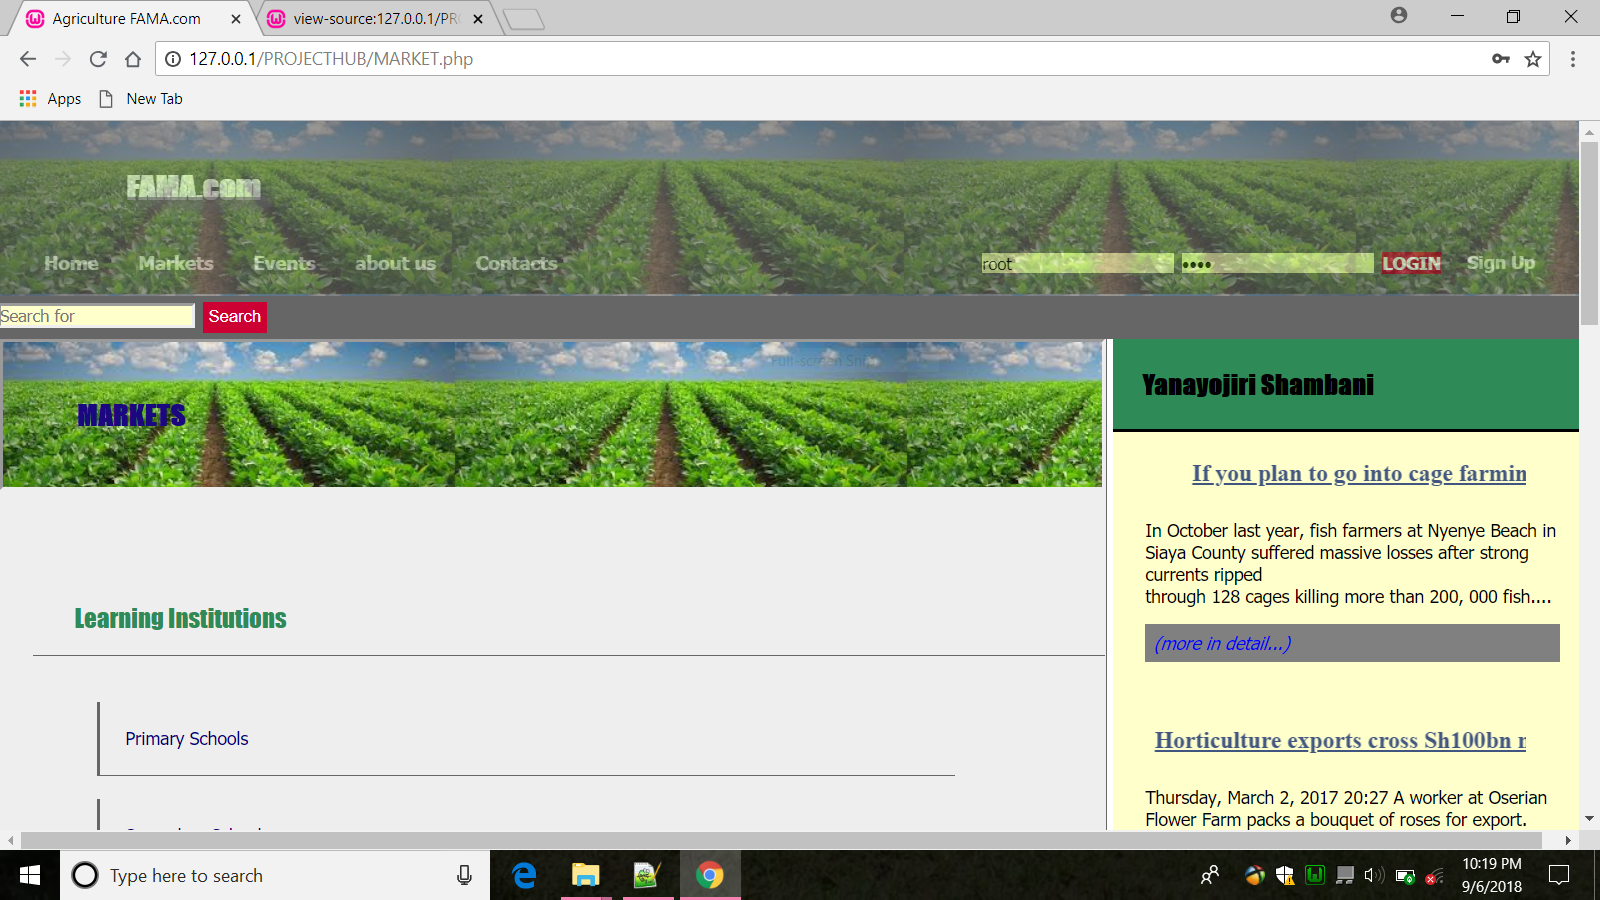 Agriculture FAMA.com
view-source:127.0.0.1/PR
127.0.0.1/PROJECTHUB/MARKET.php
Apps
New Tab
FAMA.com
Home
Markets
Events
about us
Contacts
root
••••
LOGIN
Sign Up
Search for
Search
MARKETS
Learning Institutions
Primary Schools
Yanayojiri Shambani
If you plan to go into cage farmin
In October last year, fish farmers at Nyenye Beach in
Siaya County suffered massive losses after strong
currents ripped
through 128 cages killing more than 200, 000 fish....
(more in detail...)
Horticulture exports cross Sh100bn
Thursday, March 2, 2017 20:27 A worker at Oserian
Flower Farm packs a bouquet of roses for export.
Type here to search
10:19 PM
9/6/2018